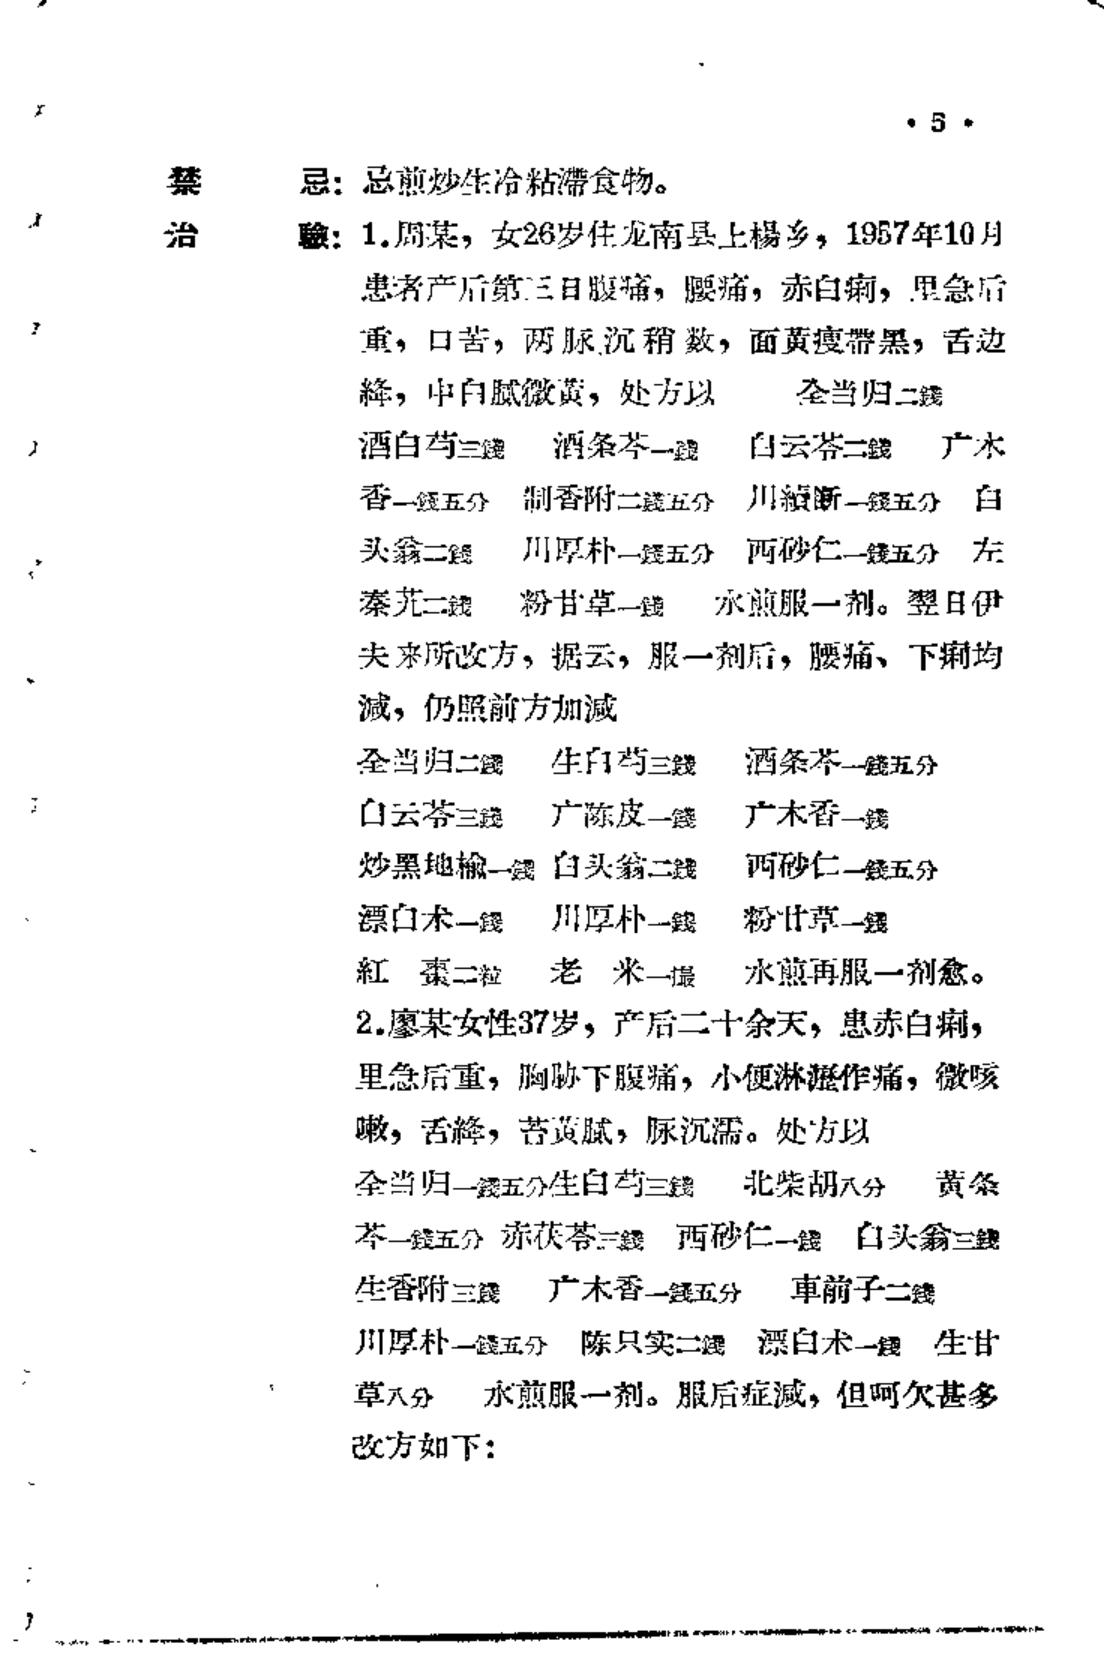 • 5 •
禁　　忌：忌煎炒生冷粘滯食物。
治　　驗：1.周某，女26岁住龙南县上楊乡，1957年10月
患者产后第三日腹痛，腰痛，赤白痢，里急后
重，口苦，两脉沉稍数，面黃瘦帶黑，舌边
絳，中白腻微黃，处方以　　全当归二錢
酒白芍三錢　酒条芩一錢　白云苓二錢　广木
香一錢五分　制香附二錢五分　川續断一錢五分　白
头翁二錢　川厚朴一錢五分　西砂仁一錢五分　左
秦艽二錢　粉甘草一錢　水煎服一剂。翌日伊
夫来所改方，据云，服一剂后，腰痛、下痢均
減，仍照前方加減
全当归二錢　生白芍三錢　酒条芩一錢五分
白云苓三錢　广陈皮一錢　广木香一錢
炒黑地榆一錢　白头翁二錢　西砂仁一錢五分
漂白术一錢　川厚朴一錢　粉甘草一錢
紅　棗二粒　老　米一撮　水煎再服一剂愈。
2.廖某女性37岁，产后二十余天，患赤白痢，
里急后重，胸胁下腹痛，小便淋瀝作痛，微咳
嗽，舌絳，苔黃腻，脉沉濡。处方以
全当归一錢五分生白芍三錢　北柴胡八分　黃条
芩一錢五分　赤茯苓三錢　西砂仁一錢　白头翁三錢
生香附三錢　广木香一錢五分　車前子二錢
川厚朴一錢五分　陈只实二錢　漂白术一錢　生甘
草八分　水煎服一剂。服后症減，但呵欠甚多
改方如下：